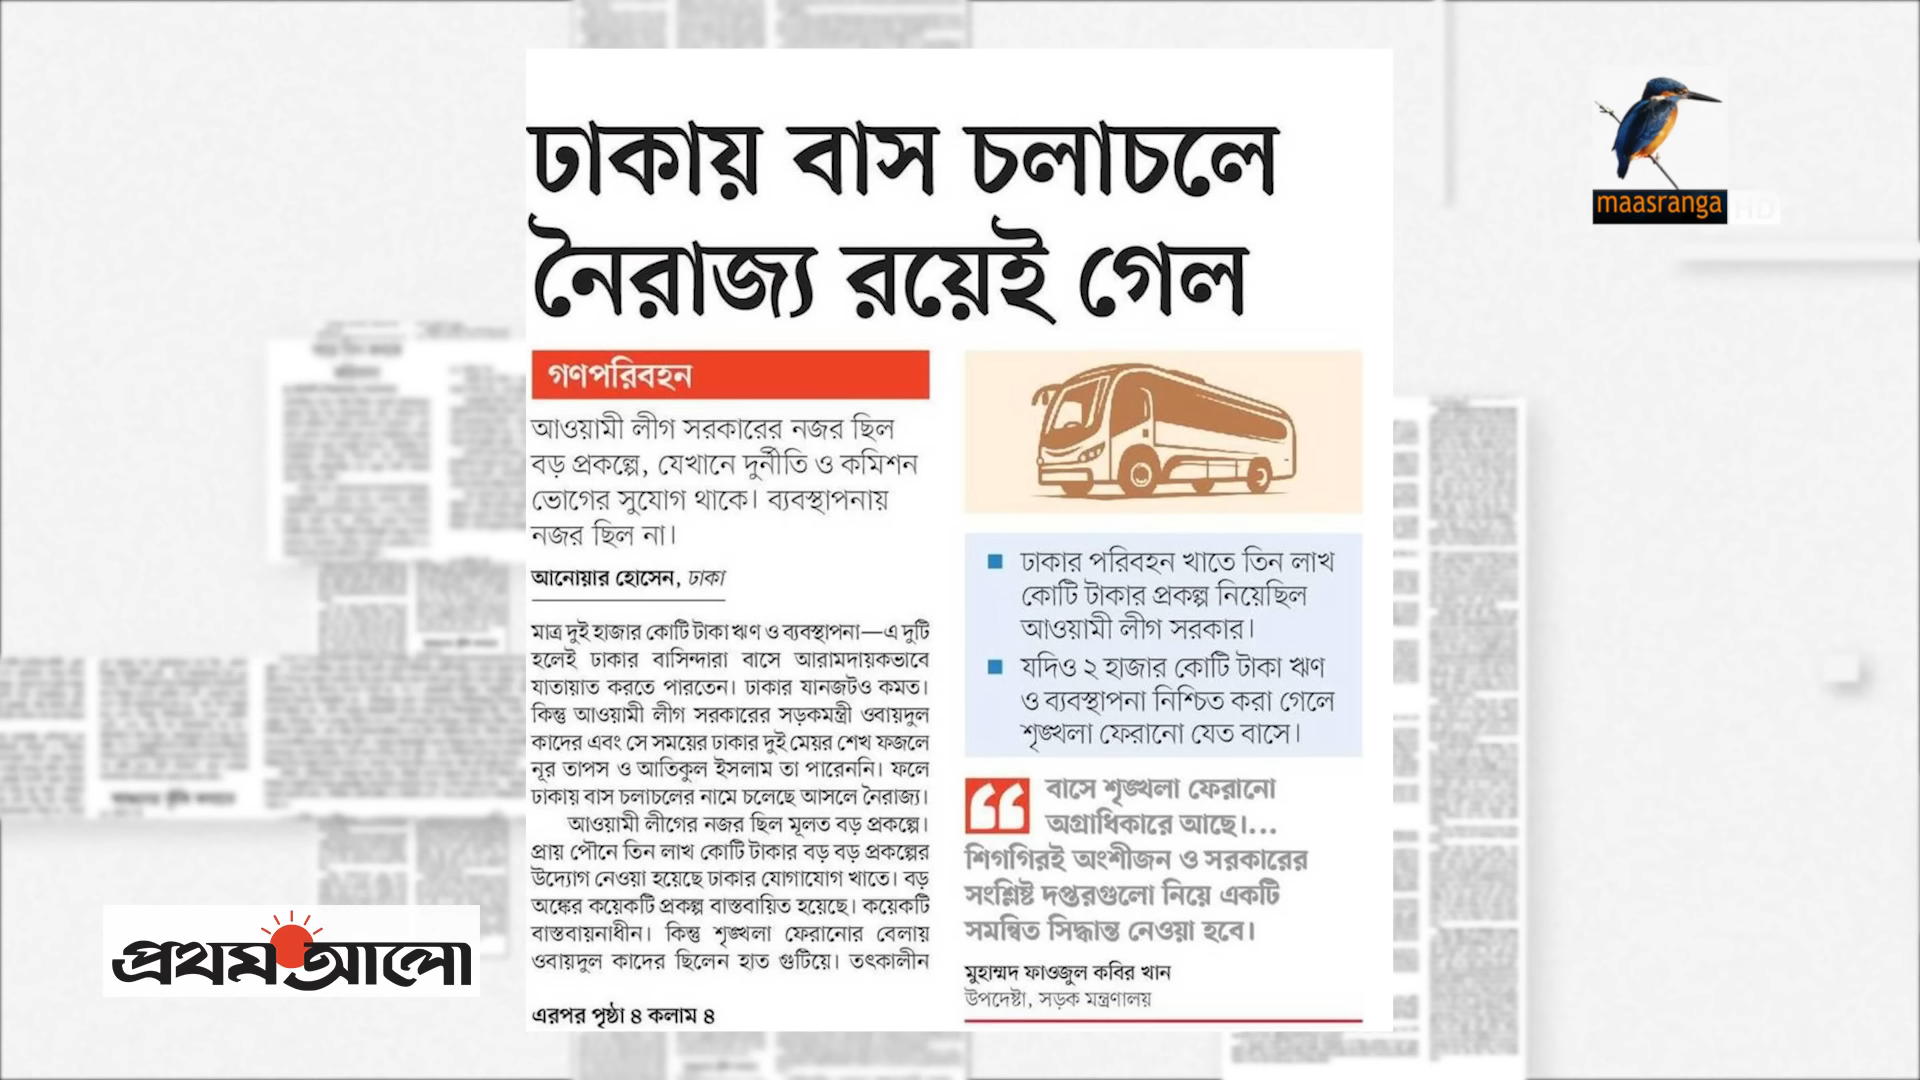 ঢাকায় বাস চলাচলে
নৈরাজ্য রয়েই গেল
গণপরিবহন
আওয়ামী লীগ সরকারের নজর ছিল
বড় প্রকল্পে, যেখানে দুর্নীতি ও কমিশন
ভোগের সুযোগ থাকে। ব্যবস্থাপনায়
নজর ছিল না।
আনোয়ার হোসেন, ঢাকা
মাত্র দুই হাজার কোটি টাকা ঋণ ও ব্যবস্থাপনা—এ দুটি
হলেই ঢাকার বাসিন্দারা বাসে আরামদায়কভাবে
যাতায়াত করতে পারতেন। ঢাকার যানজটও কমত।
কিন্তু আওয়ামী লীগ সরকারের সড়কমন্ত্রী ওবায়দুল
কাদের এবং সে সময়ের ঢাকার দুই মেয়র শেখ ফজলে
নূর তাপস ও আতিকুল ইসলাম তা পারেননি। ফলে
ঢাকায় বাস চলাচলের নামে চলেছে আসলে নৈরাজ্য।
আওয়ামী লীগের নজর ছিল মূলত বড় প্রকল্পে।
প্রায় পৌনে তিন লাখ কোটি টাকার বড় বড় প্রকল্পের
উদ্যোগ নেওয়া হয়েছে ঢাকার যোগাযোগ খাতে। বড়
অঙ্কের কয়েকটি প্রকল্প বাস্তবায়িত হয়েছে। কয়েকটি
বাস্তবায়নাধীন। কিন্তু শৃঙ্খলা ফেরানোর বেলায়
ওবায়দুল কাদের ছিলেন হাত গুটিয়ে। তৎকালীন
এরপর পৃষ্ঠা ৪ কলাম ৪
■ ঢাকার পরিবহন খাতে তিন লাখ
কোটি টাকার প্রকল্প নিয়েছিল
আওয়ামী লীগ সরকার।
■ যদিও ২ হাজার কোটি টাকা ঋণ
ও ব্যবস্থাপনা নিশ্চিত করা গেলে
শৃঙ্খলা ফেরানো যেত বাসে।
“ বাসে শৃঙ্খলা ফেরানো
অগ্রাধিকারে আছে।...
শিগগিরই অংশীজন ও সরকারের
সংশ্লিষ্ট দপ্তরগুলো নিয়ে একটি
সমন্বিত সিদ্ধান্ত নেওয়া হবে।
মুহাম্মদ ফাওজুল কবির খান
উপদেষ্টা, সড়ক মন্ত্রণালয়
প্রথম আলো
maasranga HD